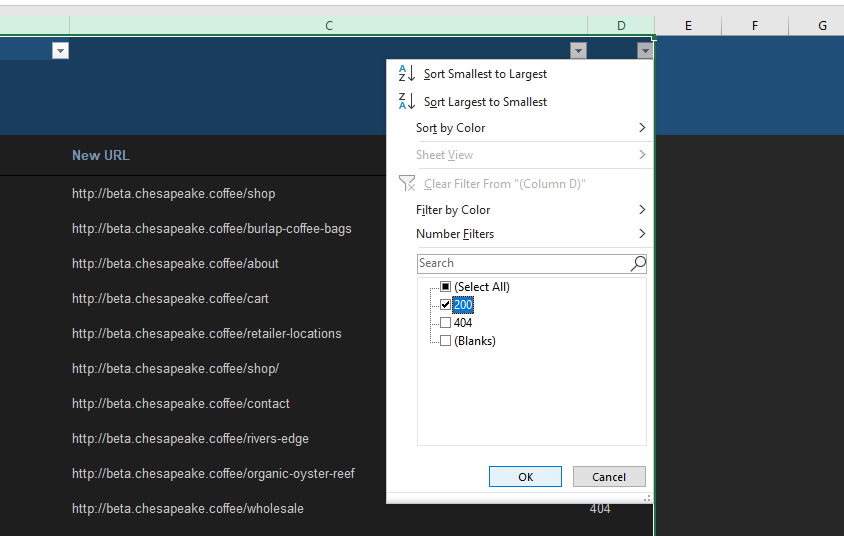 C D E F G
Sort Smallest to Largest
Sort Largest to Smallest
Sort by Color
Sheet View
Clear Filter From "(Column D)"
Filter by Color
Number Filters
Search
(Select All)
200
404
(Blanks)
OK Cancel
New URL
http://beta.chesapeake.coffee/shop
http://beta.chesapeake.coffee/burlap-coffee-bags
http://beta.chesapeake.coffee/about
http://beta.chesapeake.coffee/cart
http://beta.chesapeake.coffee/retailer-locations
http://beta.chesapeake.coffee/shop/
http://beta.chesapeake.coffee/contact
http://beta.chesapeake.coffee/rivers-edge
http://beta.chesapeake.coffee/organic-oyster-reef
http://beta.chesapeake.coffee/wholesale 404